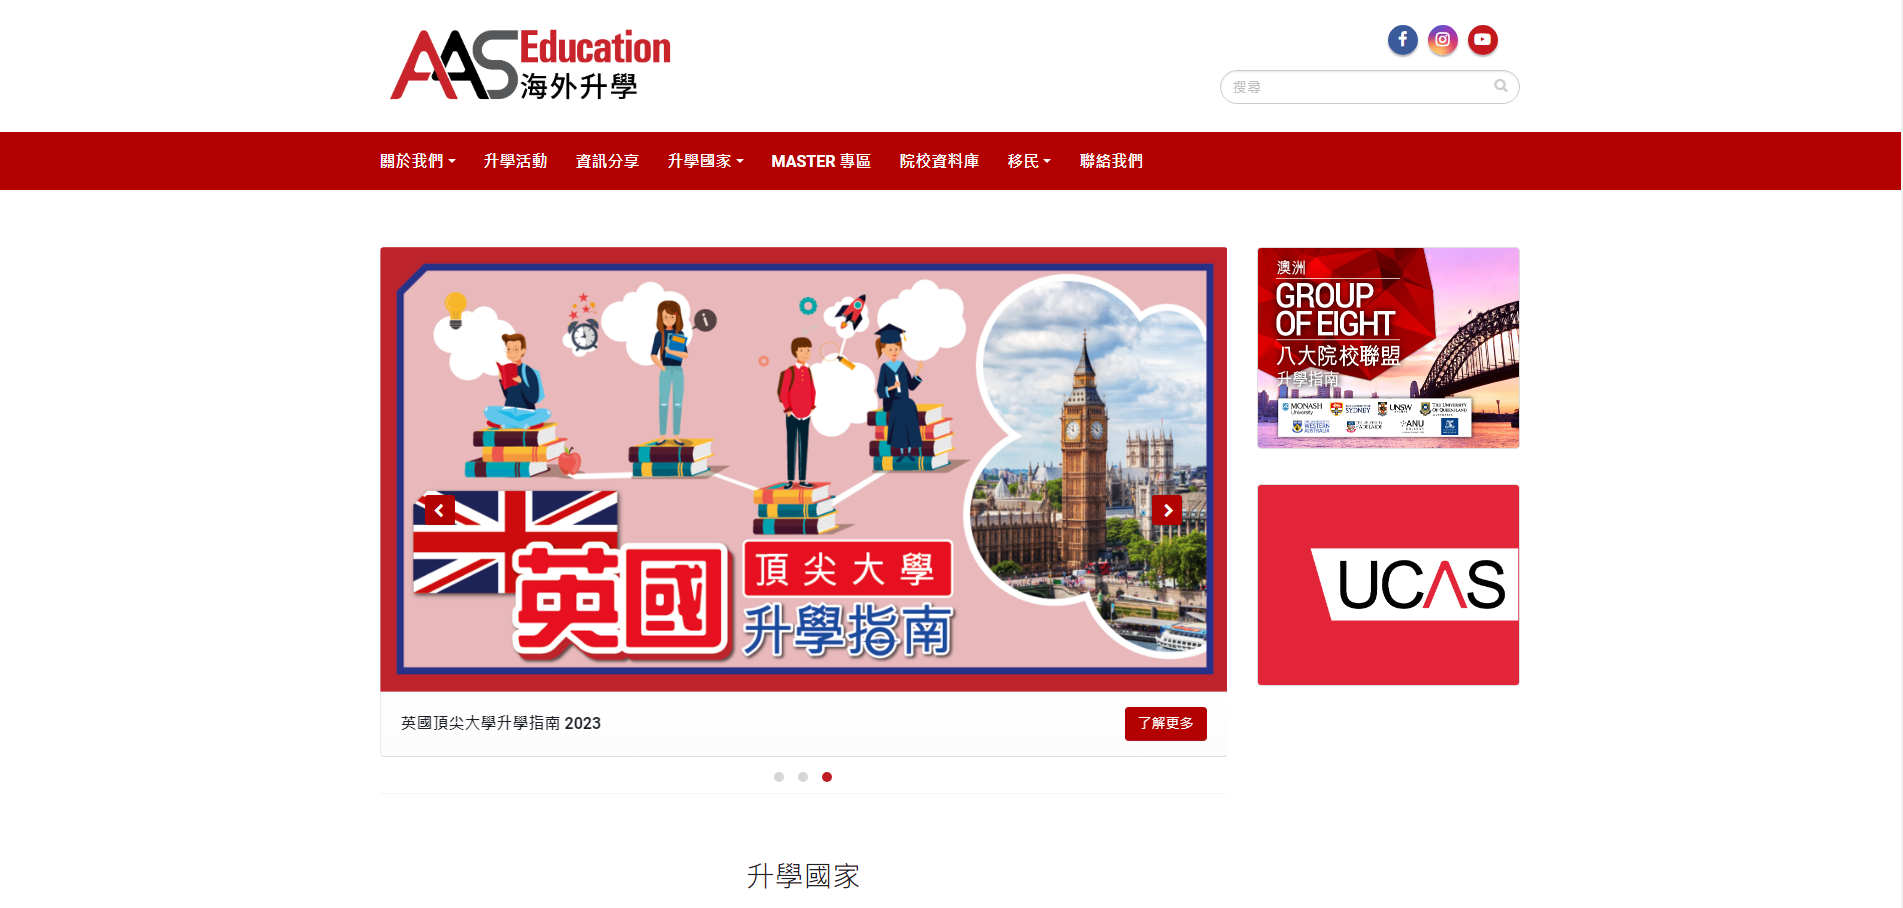 AAS Education
海外升學
搜尋
關於我們 升學活動 資訊分享 升學國家 MASTER 專區 院校資料庫 移民 聯絡我們
英國
頂尖大學
升學指南
英國頂尖大學升學指南 2023
了解更多
澳洲
GROUP
OF EIGHT
八大院校聯盟
升學指南
MONASH University
SYDNEY
UNSW
THE UNIVERSITY OF QUEENSLAND
WESTERN AUSTRALIA
ADELAIDE
ANU
UCAS
升學國家